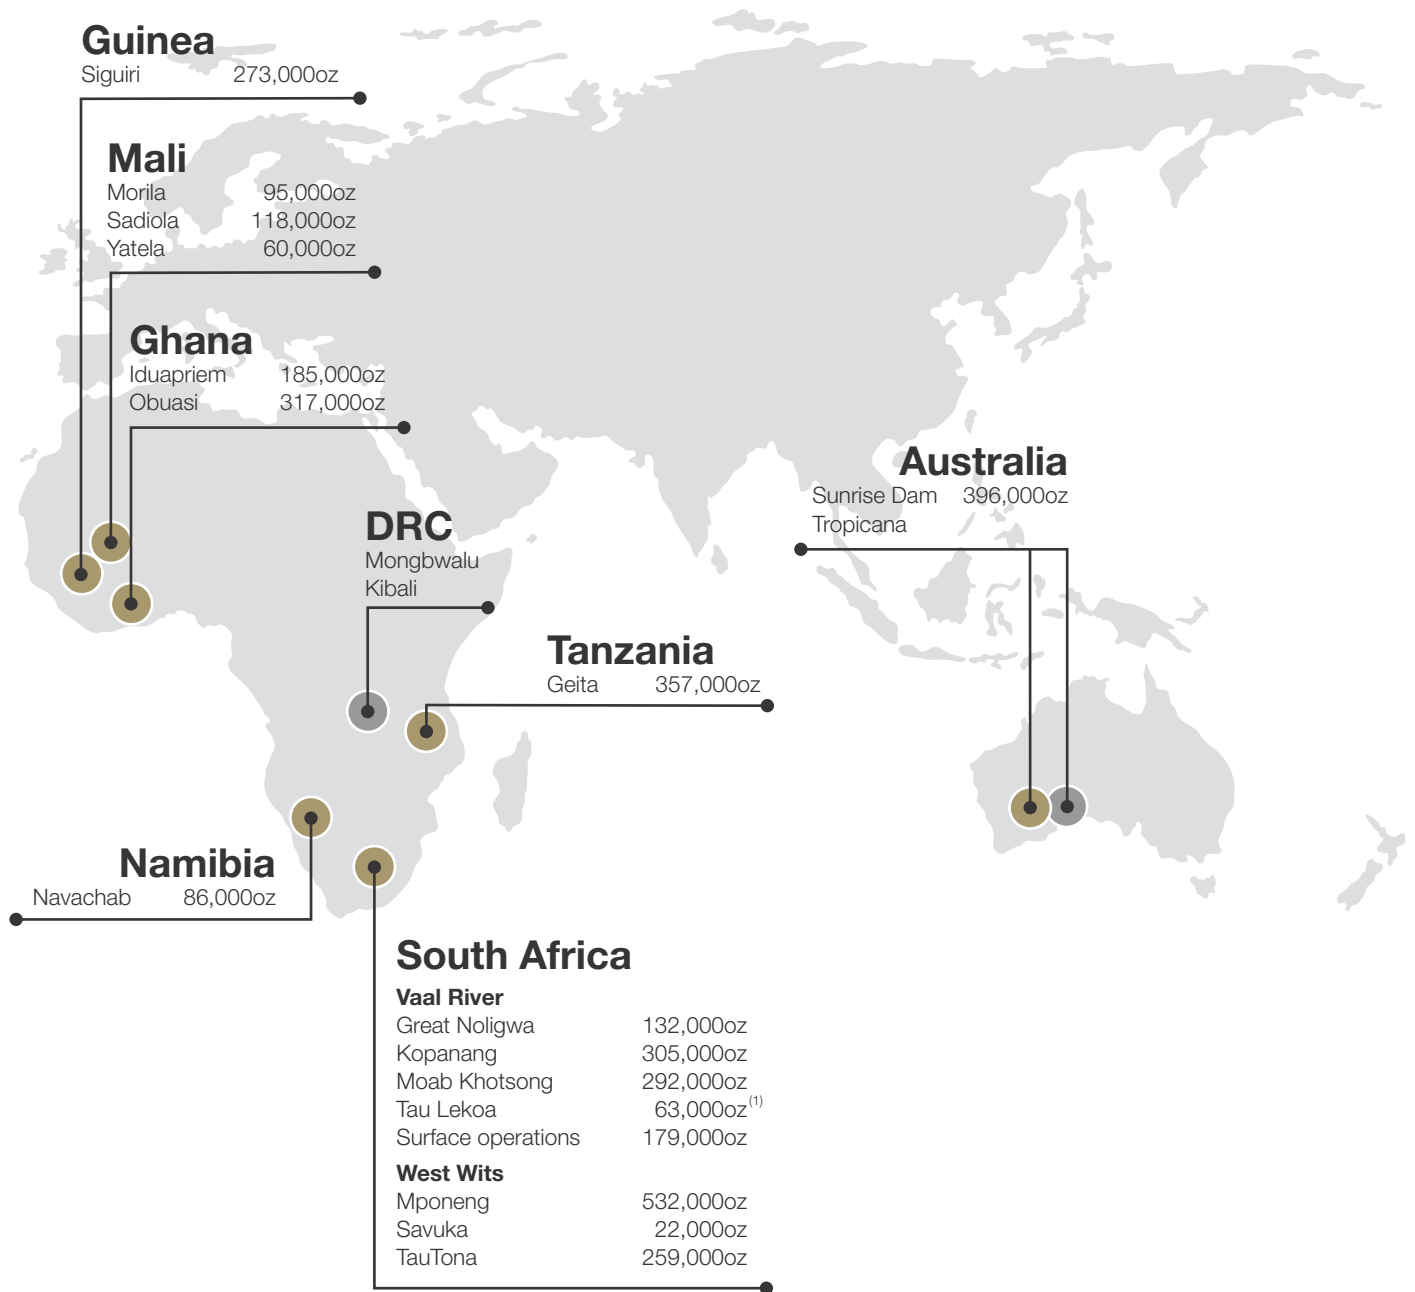 Guinea
Siguiri 273,000oz
Mali
Morila 95,000oz
Sadiola 118,000oz
Yatela 60,000oz
Ghana
Iduapriem 185,000oz
Obuasi 317,000oz
Australia
Sunrise Dam 396,000oz
Tropicana
DRC
Mongbwalu
Kibali
Tanzania
Geita 357,000oz
Namibia
Navachab 86,000oz
South Africa
Vaal River
Great Noligwa 132,000oz
Kopanang 305,000oz
Moab Khotsong 292,000oz
Tau Lekoa 63,000oz(1)
Surface operations 179,000oz
West Wits
Mponeng 532,000oz
Savuka 22,000oz
TauTona 259,000oz